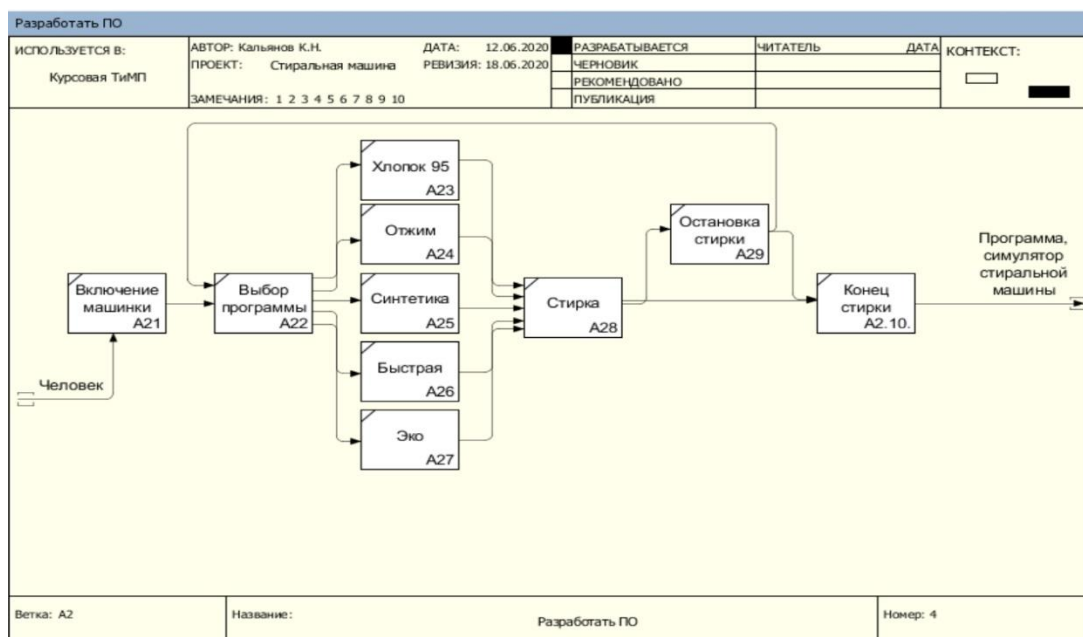 Разработать ПО
ИСПОЛЬЗУЕТСЯ В:
Курсовая ТиМП
АВТОР: Кальянов К.Н.
ДАТА: 12.06.2020
ПРОЕКТ: Стиральная машина
РЕВИЗИЯ: 18.06.2020
ЗАМЕЧАНИЯ: 1 2 3 4 5 6 7 8 9 10
РАЗРАБАТЫВАЕТСЯ
ЧЕРНОВИК
РЕКОМЕНДОВАНО
ПУБЛИКАЦИЯ
ЧИТАТЕЛЬ ДАТА
КОНТЕКСТ:
Человек
Включение
машинки
A21
Выбор
программы
A22
Хлопок 95
A23
Отжим
A24
Синтетика
A25
Быстрая
A26
Эко
A27
Стирка
A28
Остановка
стирки
A29
Конец
стирки
A2.10.
Программа,
симулятор
стиральной
машины
Ветка: A2
Название:
Разработать ПО
Номер: 4